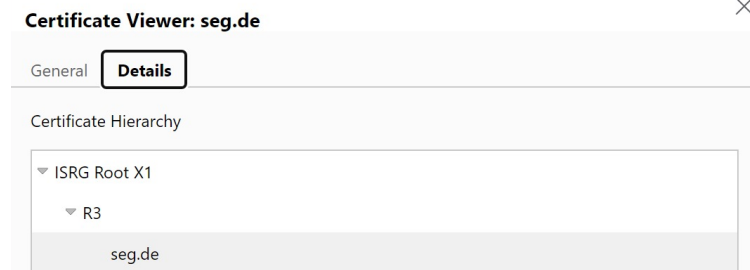 Certificate Viewer: seg.de
General Details
Certificate Hierarchy
ISRG Root X1
R3
seg.de